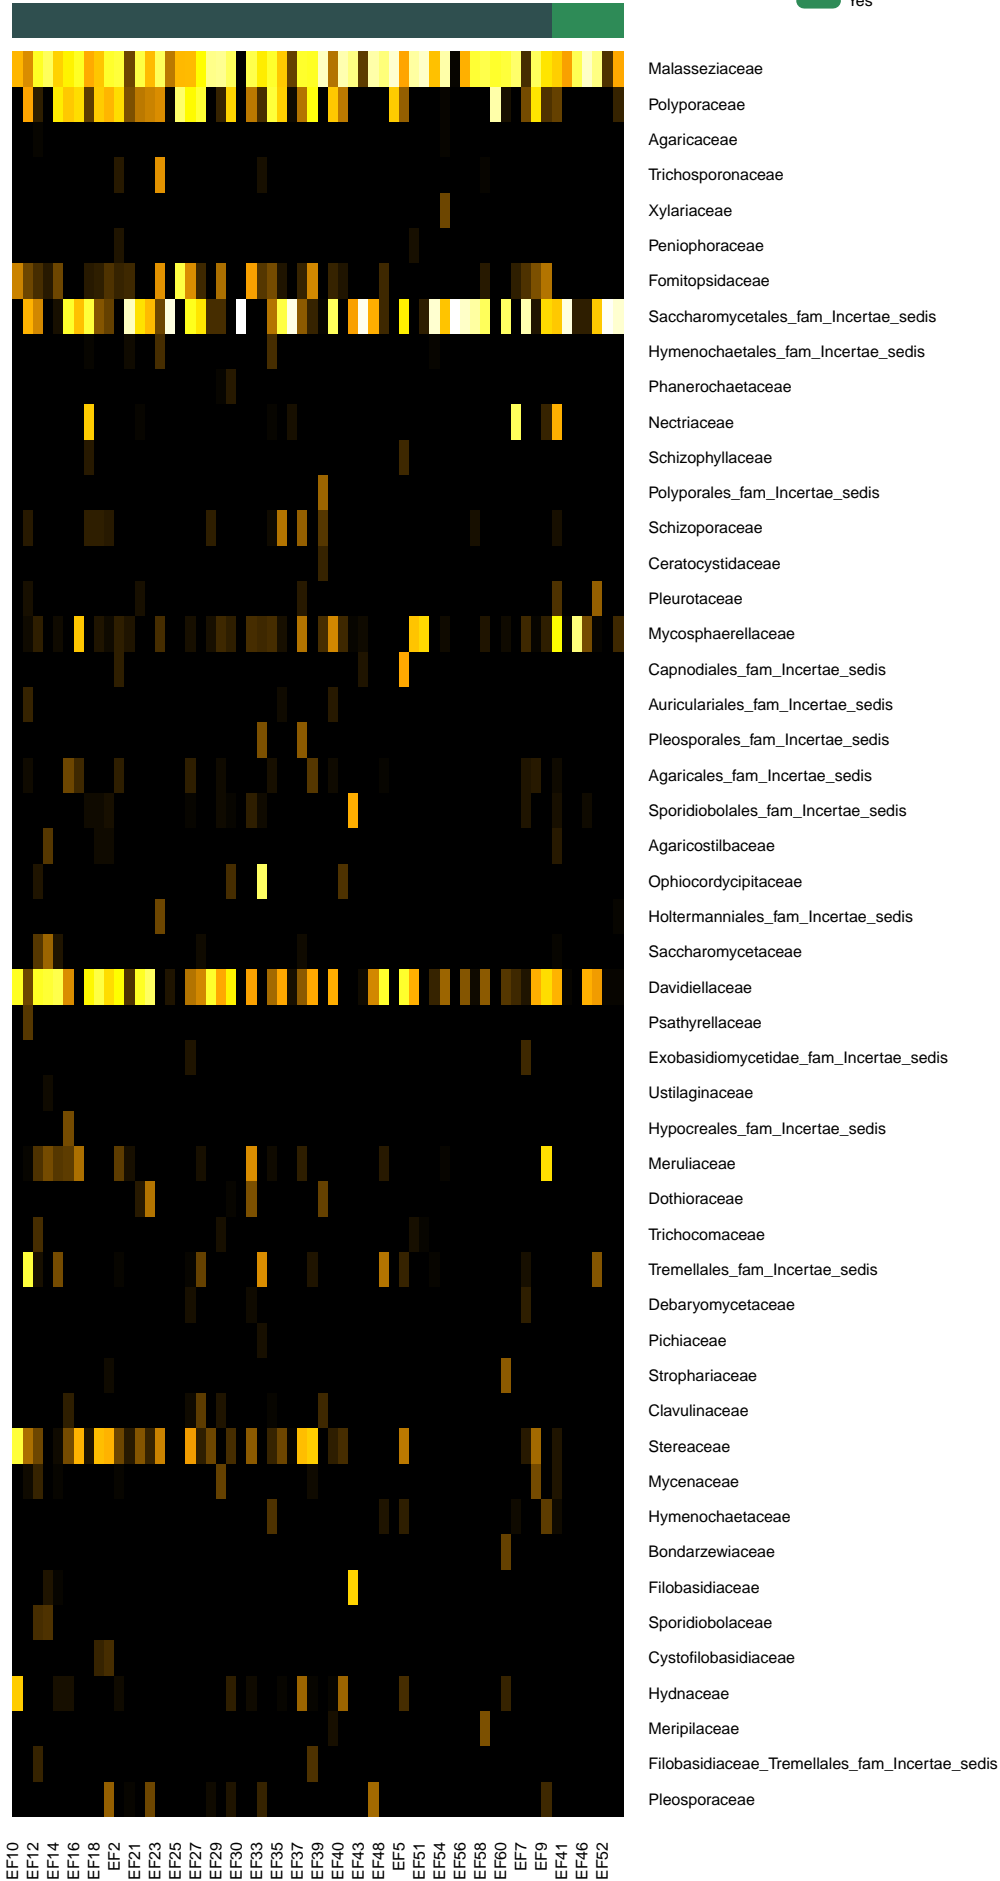 Yes
Malasseziaceae
Polyporaceae
Agaricaceae
Trichosporonaceae
Xylariaceae
Peniophoraceae
Fomitopsidaceae
Saccharomycetales_fam_Incertae_sedis
Hymenochaetales_fam_Incertae_sedis
Phanerochaetaceae
Nectriaceae
Schizophyllaceae
Polyporales_fam_Incertae_sedis
Schizoporaceae
Ceratocystidaceae
Pleurotaceae
Mycosphaerellaceae
Capnodiales_fam_Incertae_sedis
Auriculariales_fam_Incertae_sedis
Pleosporales_fam_Incertae_sedis
Agaricales_fam_Incertae_sedis
Sporidiobolales_fam_Incertae_sedis
Agaricostilbaceae
Ophiocordycipitaceae
Holtermanniales_fam_Incertae_sedis
Saccharomycetaceae
Davidiellaceae
Psathyrellaceae
Exobasidiomycetidae_fam_Incertae_sedis
Ustilaginaceae
Hypocreales_fam_Incertae_sedis
Meruliaceae
Dothioraceae
Trichocomaceae
Tremellales_fam_Incertae_sedis
Debaryomycetaceae
Pichiaceae
Strophariaceae
Clavulinaceae
Stereaceae
Mycenaceae
Hymenochaetaceae
Bondarzewiaceae
Filobasidiaceae
Sporidiobolaceae
Cystofilobasidiaceae
Hydnaceae
Meripilaceae
Filobasidiaceae_Tremellales_fam_Incertae_sedis
Pleosporaceae
EF10
EF12
EF14
EF16
EF18
EF2
EF21
EF23
EF25
EF27
EF29
EF30
EF33
EF35
EF37
EF39
EF40
EF43
EF48
EF5
EF51
EF54
EF56
EF58
EF60
EF7
EF9
EF41
EF46
EF52